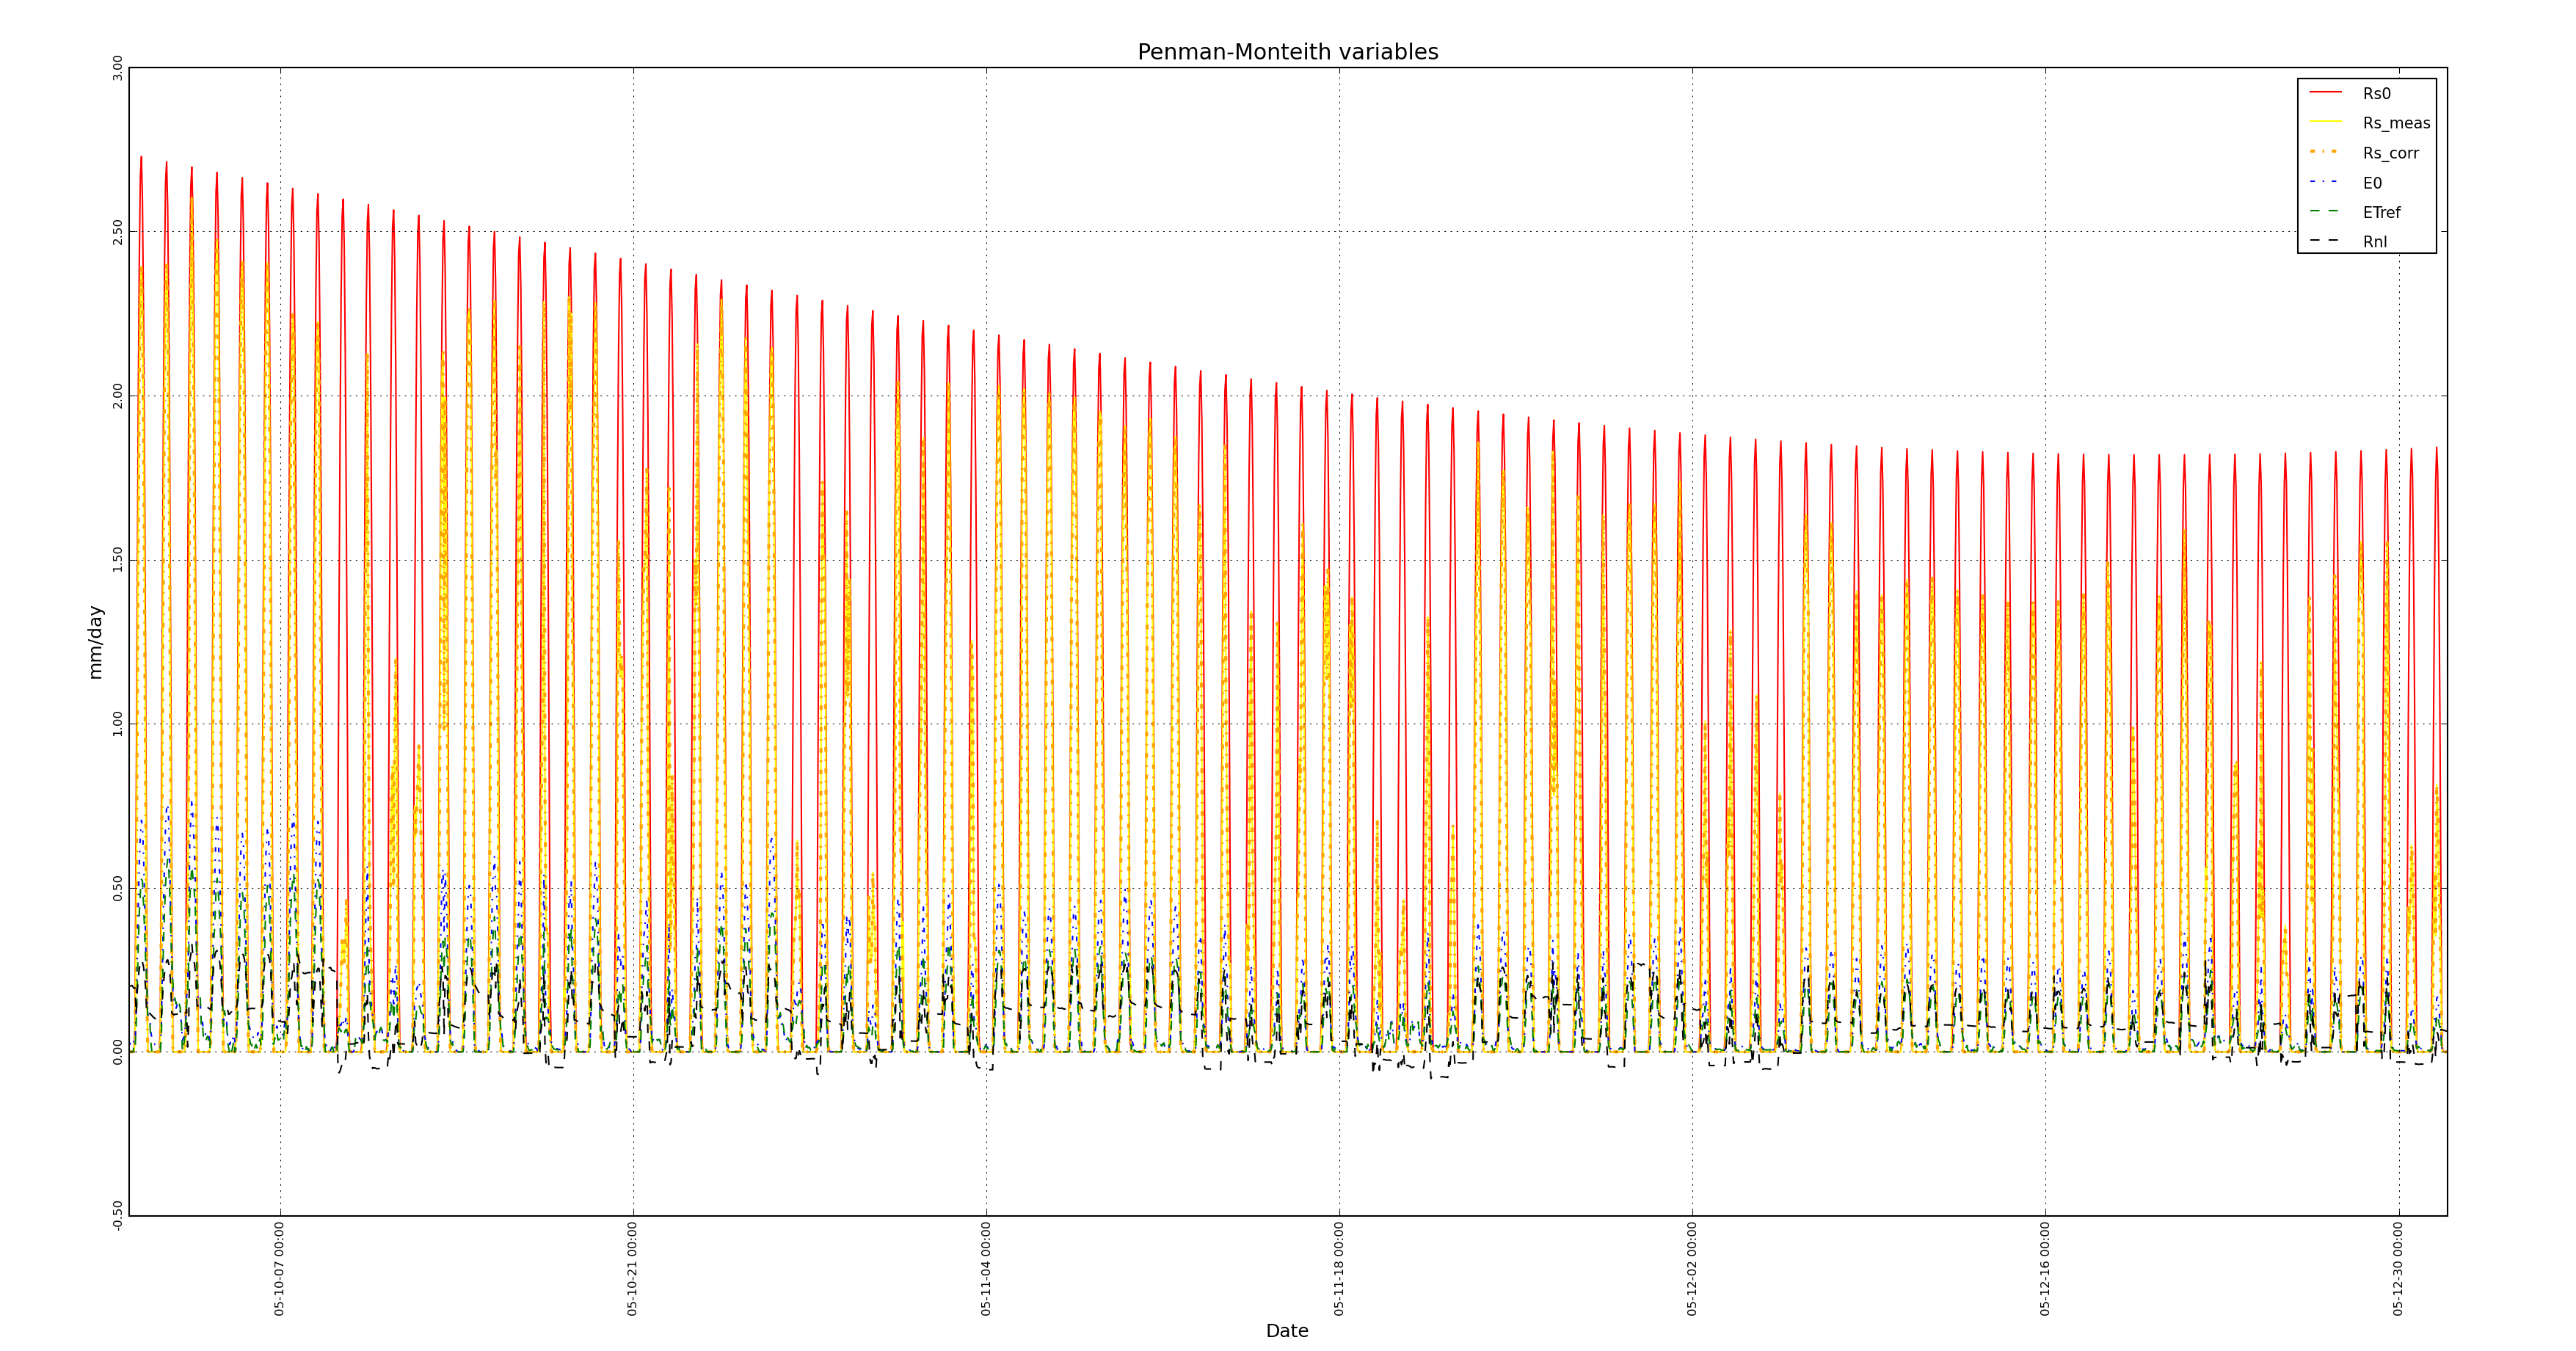 Penman-Monteith variables
3.00
2.50
2.00
1.50
1.00
0.50
0.00
-0.50
mm/day
Rs0
Rs_meas
Rs_corr
E0
ETref
Rnl
05-10-07 00:00
05-10-21 00:00
05-11-04 00:00
05-11-18 00:00
05-12-02 00:00
05-12-16 00:00
05-12-30 00:00
Date